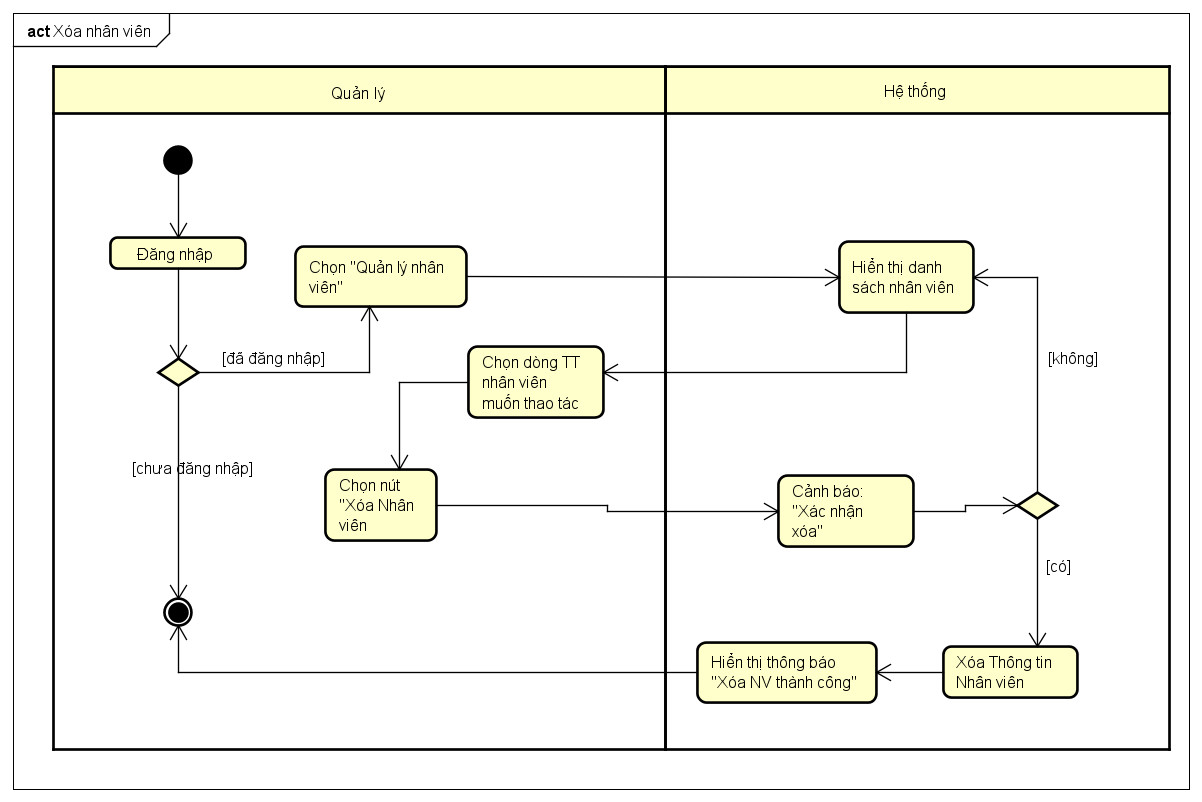 act Xóa nhân viên
Quản lý
Hệ thống
Đăng nhập
Chọn "Quản lý nhân
viên"
Hiển thị danh
sách nhân viên
[đã đăng nhập]
Chọn dòng TT
nhân viên
muốn thao tác
[không]
[chưa đăng nhập]
Chọn nút
"Xóa Nhân
viên
Cảnh báo:
"Xác nhận
xóa"
[có]
Hiển thị thông báo
"Xóa NV thành công"
Xóa Thông tin
Nhân viên